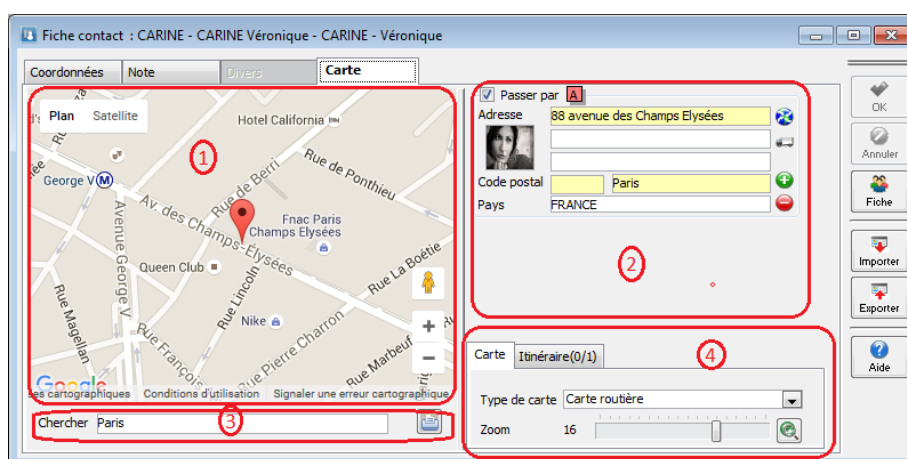 Fiche contact : CARINE - CARINE Véronique - CARINE - Véronique
Coordonnées Note Divers Carte
Plan Satellite
Hotel California
Rue de Ponthieu
Rue de Berri
George V M
Av. des Champs-Élysées
Avenue George V
Fnac Paris
Champs Elysées
Queen Club
Rue Lincoln
Rue La Boétie
Nike
Rue Magellan
Rue François
Rue Pierre Charron
Rue Marbeuf
Google
es cartographiques Conditions d'utilisation Signaler une erreur cartographique
1
Chercher Paris
3
Passer par A
Adresse 88 avenue des Champs Elysées
Code postal Paris
Pays FRANCE
2
Carte Itinéraire(0/1)
4
Type de carte Carte routière
Zoom 16
OK
Annuler
Fiche
Importer
Exporter
Aide